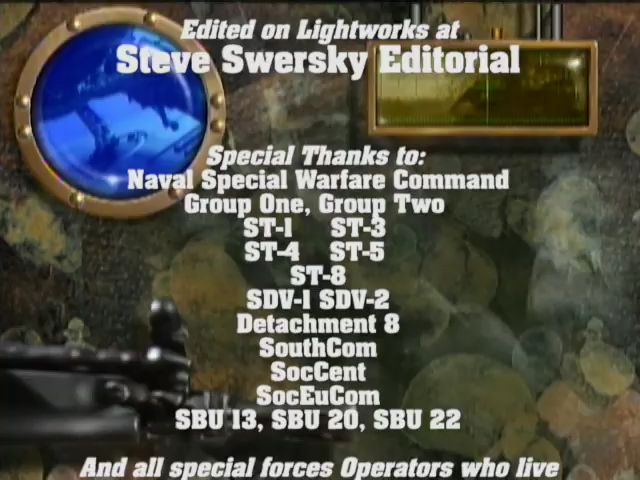 Edited on Lightworks at
Steve Swersky Editorial
Special Thanks to:
Naval Special Warfare Command
Group One, Group Two
ST-1 ST-3
ST-4 ST-5
ST-8
SDV-1 SDV-2
Detachment 8
SouthCom
SocCent
SocEuCom
SBU 13, SBU 20, SBU 22
And all special forces Operators who live